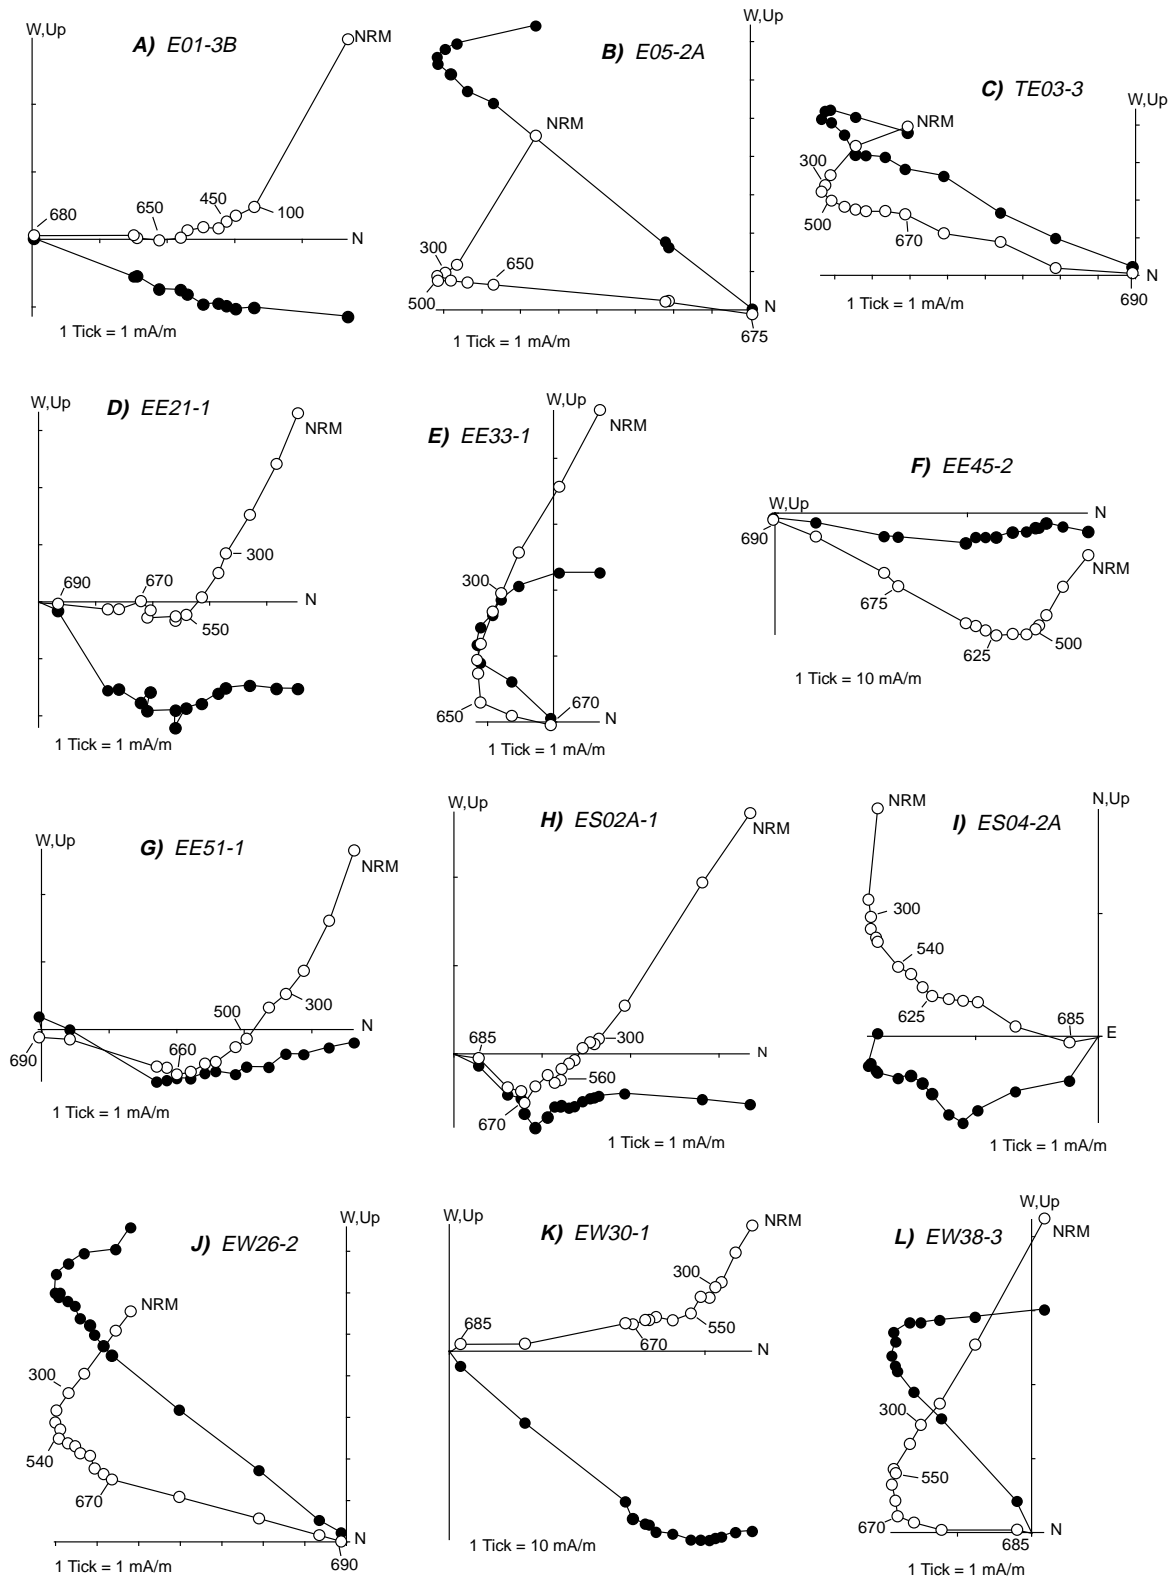 W,Up
A) E01-3B
NRM
680
650
450
100
N
1 Tick = 1 mA/m
W,Up
B) E05-2A
NRM
300
650
500
N
675
1 Tick = 1 mA/m
C) TE03-3
W,Up
NRM
300
500
670
N
690
1 Tick = 1 mA/m
W,Up
D) EE21-1
NRM
300
690
670
N
550
1 Tick = 1 mA/m
W,Up
E) EE33-1
NRM
300
650
670
N
1 Tick = 1 mA/m
F) EE45-2
W,Up
N
690
NRM
675
625
500
1 Tick = 10 mA/m
W,Up
G) EE51-1
NRM
500
300
N
690
660
1 Tick = 1 mA/m
W,Up
H) ES02A-1
NRM
300
685
N
560
670
1 Tick = 1 mA/m
NRM
N,Up
I) ES04-2A
300
540
625
685
E
1 Tick = 1 mA/m
W,Up
J) EW26-2
NRM
300
540
670
N
690
1 Tick = 1 mA/m
W,Up
K) EW30-1
NRM
300
685
670
550
N
1 Tick = 10 mA/m
W,Up
L) EW38-3
NRM
300
550
670
N
685
1 Tick = 1 mA/m